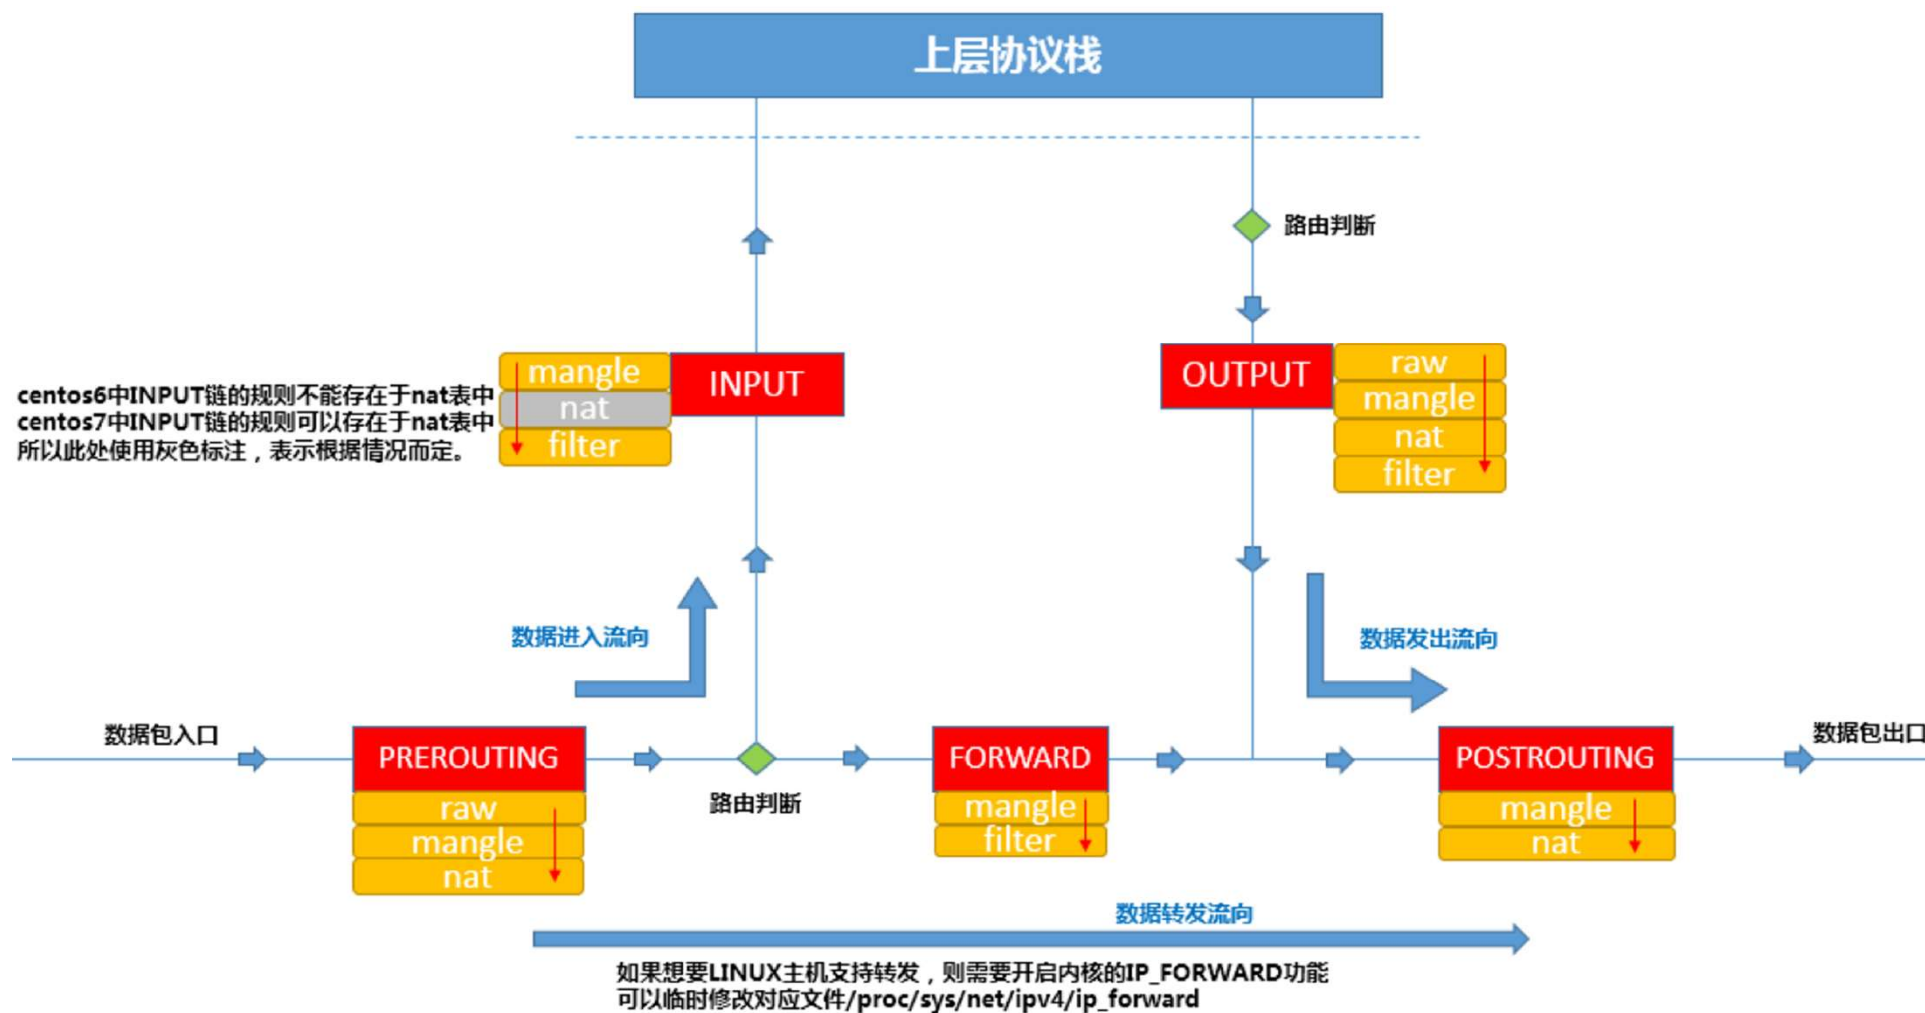 上层协议栈
路由判断
mangle
nat
filter
INPUT
OUTPUT
raw
mangle
nat
filter
centos6中INPUT链的规则不能存在于nat表中
centos7中INPUT链的规则可以存在于nat表中
所以此处使用灰色标注，表示根据情况而定。
数据进入流向
数据发出流向
数据包入口
PREROUTING
raw
mangle
nat
路由判断
FORWARD
mangle
filter
POSTROUTING
mangle
nat
数据包出口
数据转发流向
如果想要LINUX主机支持转发，则需要开启内核的IP_FORWARD功能
可以临时修改对应文件/proc/sys/net/ipv4/ip_forward